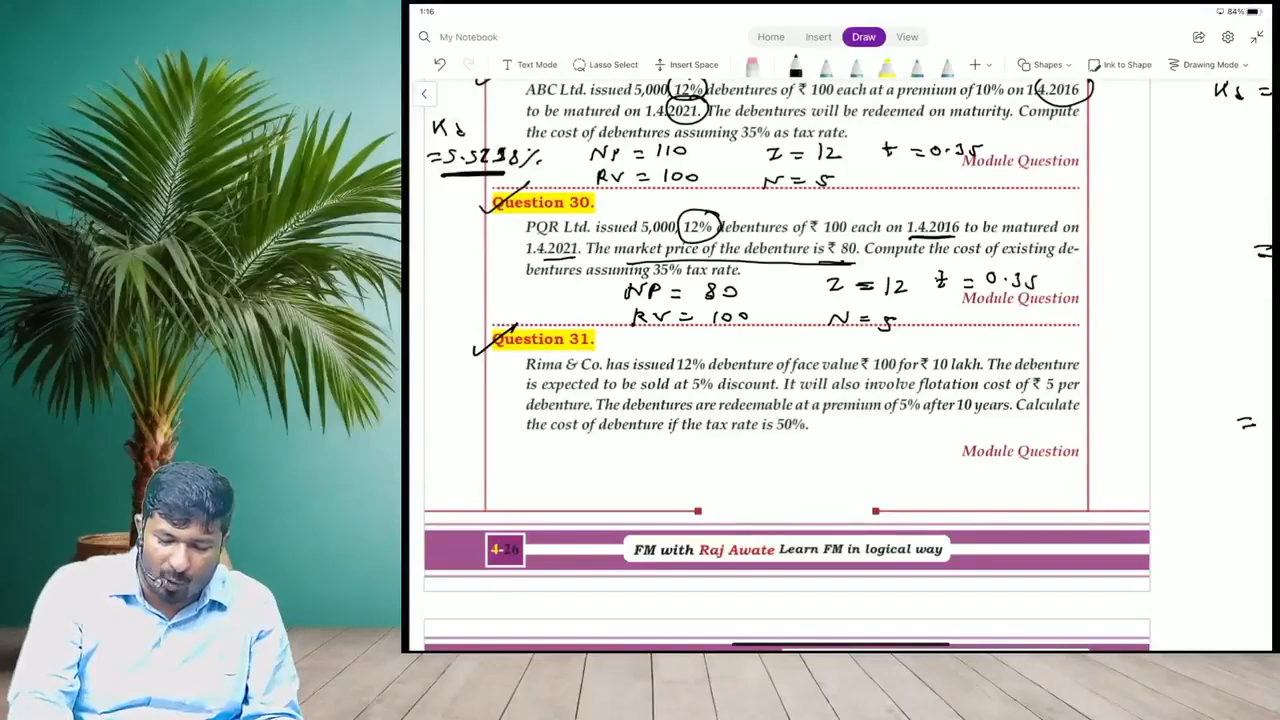 1:16
84%
My Notebook
Home Insert Draw View
Text Mode Lasso Select Insert Space Shapes Ink to Shape Drawing Mode
ABC Ltd. issued 5,000, 12% debentures of ₹ 100 each at a premium of 10% on 1.4.2016
to be matured on 1.4.2021. The debentures will be redeemed on maturity. Compute
the cost of debentures assuming 35% as tax rate.
Kd =
Kd
NP = 110 I = 12 t = 0.35
Module Question
RV = 100 N = 5
Question 30.
PQR Ltd. issued 5,000, 12% debentures of ₹ 100 each on 1.4.2016 to be matured on
1.4.2021. The market price of the debenture is ₹ 80. Compute the cost of existing de-
bentures assuming 35% tax rate.
=
NP = 80 I = 12 t = 0.35
Module Question
RV = 100 N = 5
Question 31.
Rima & Co. has issued 12% debenture of face value ₹ 100 for ₹ 10 lakh. The debenture
is expected to be sold at 5% discount. It will also involve flotation cost of ₹ 5 per
debenture. The debentures are redeemable at a premium of 5% after 10 years. Calculate
the cost of debenture if the tax rate is 50%.
=
Module Question
4-26
FM with Raj Awate Learn FM in logical way